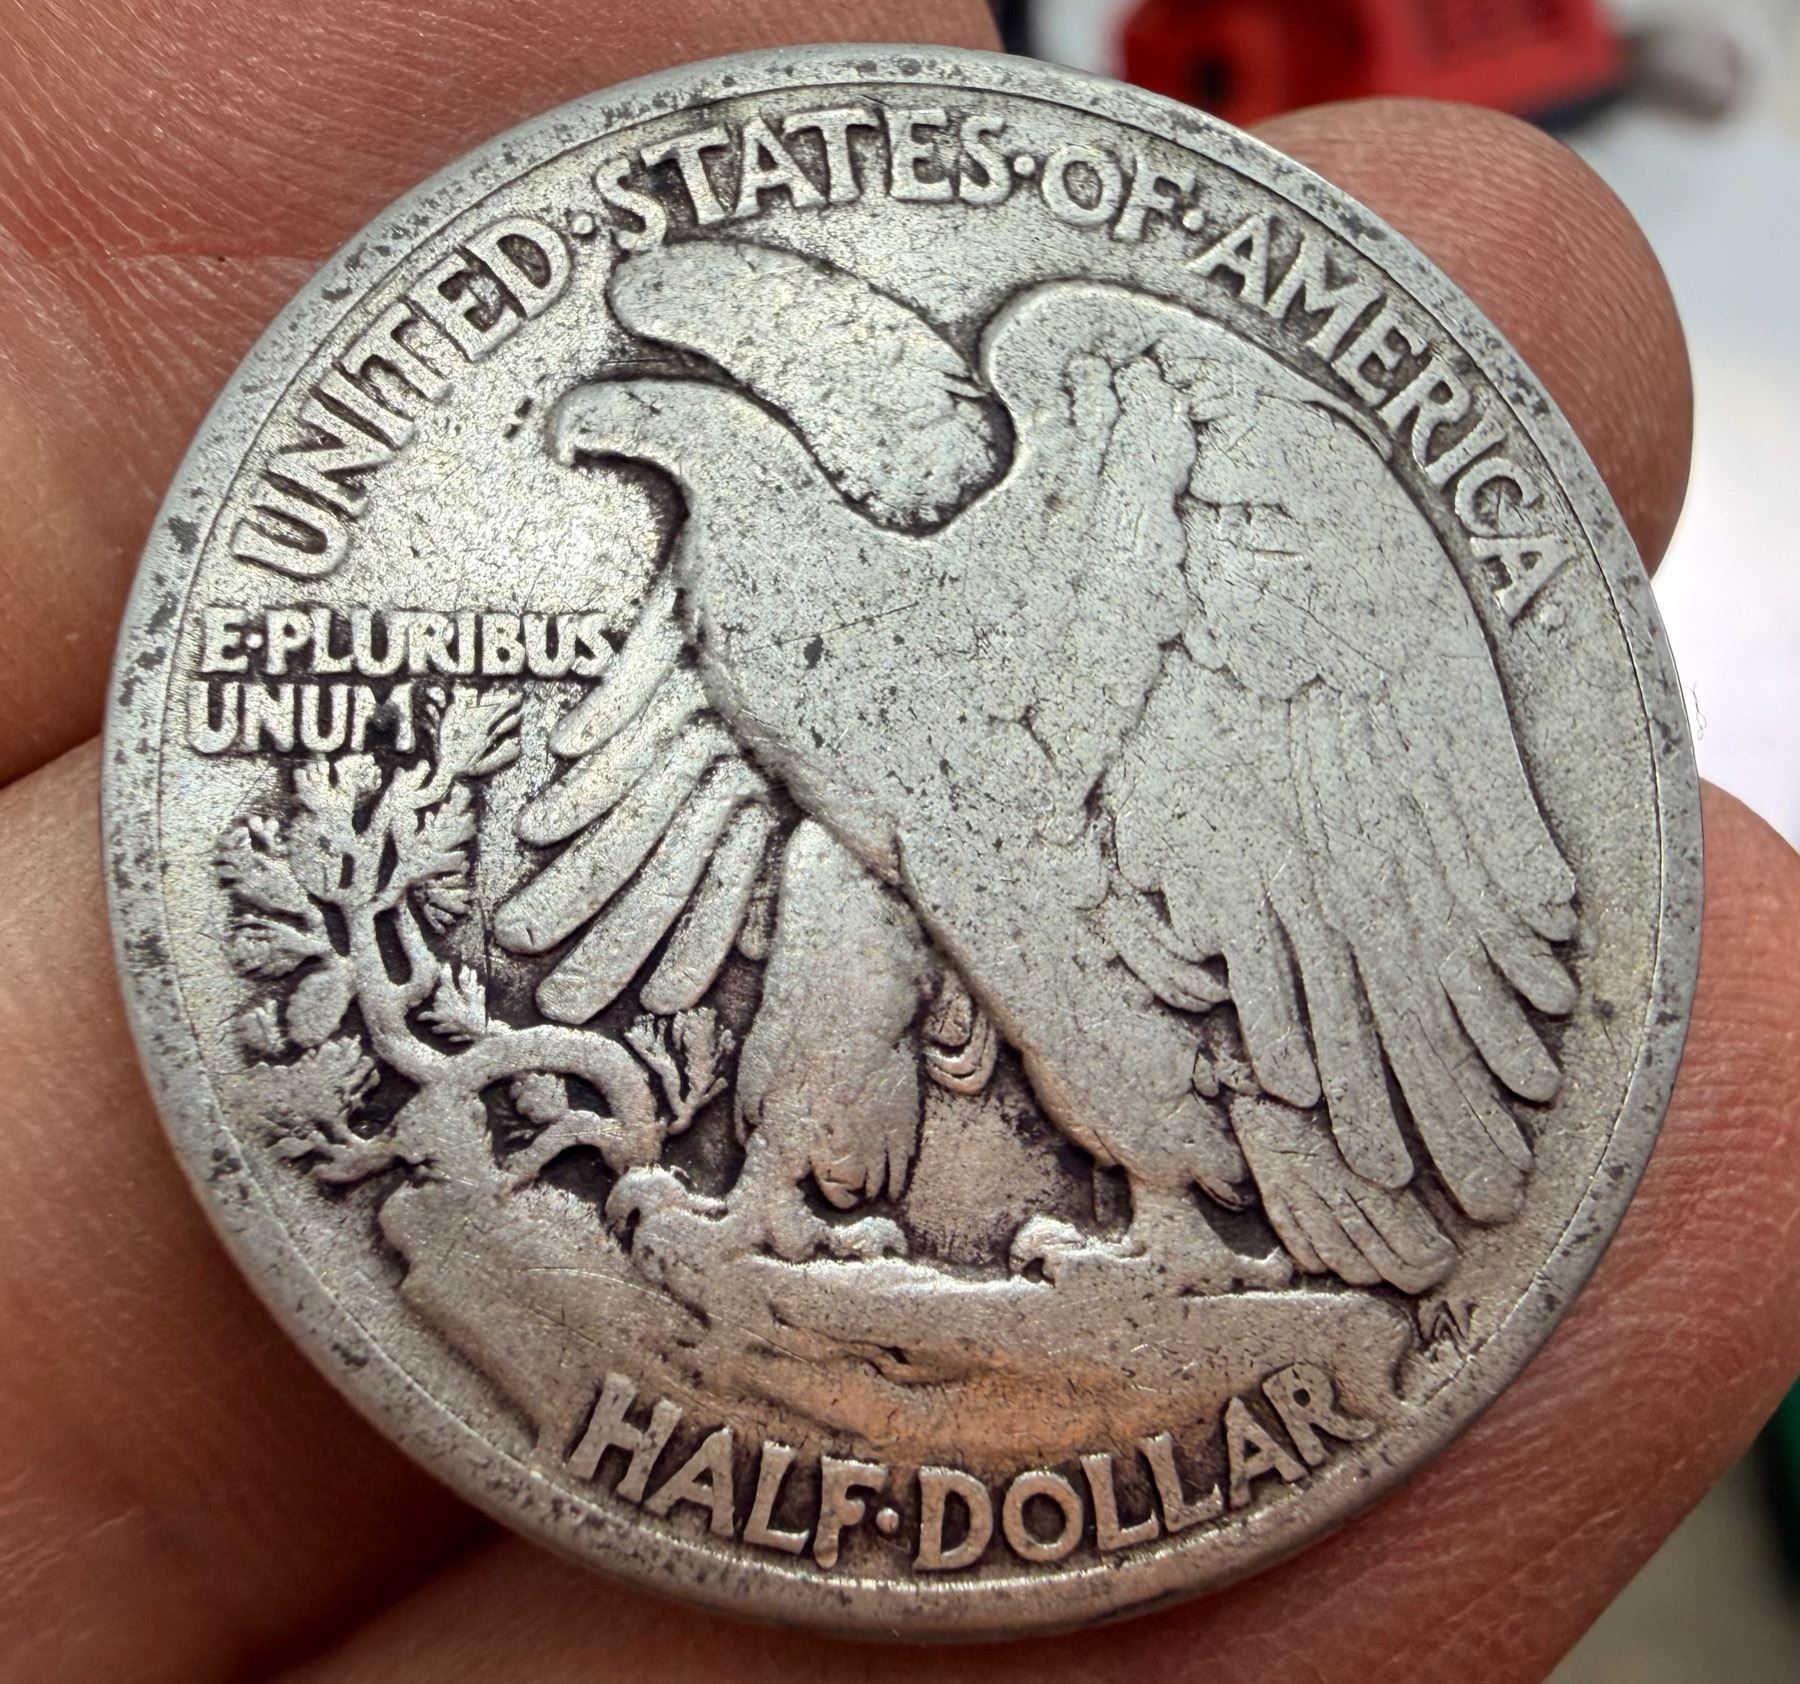 UNITED·STATES·OF·AMERICA
E·PLURIBUS
UNUM
HALF·DOLLAR